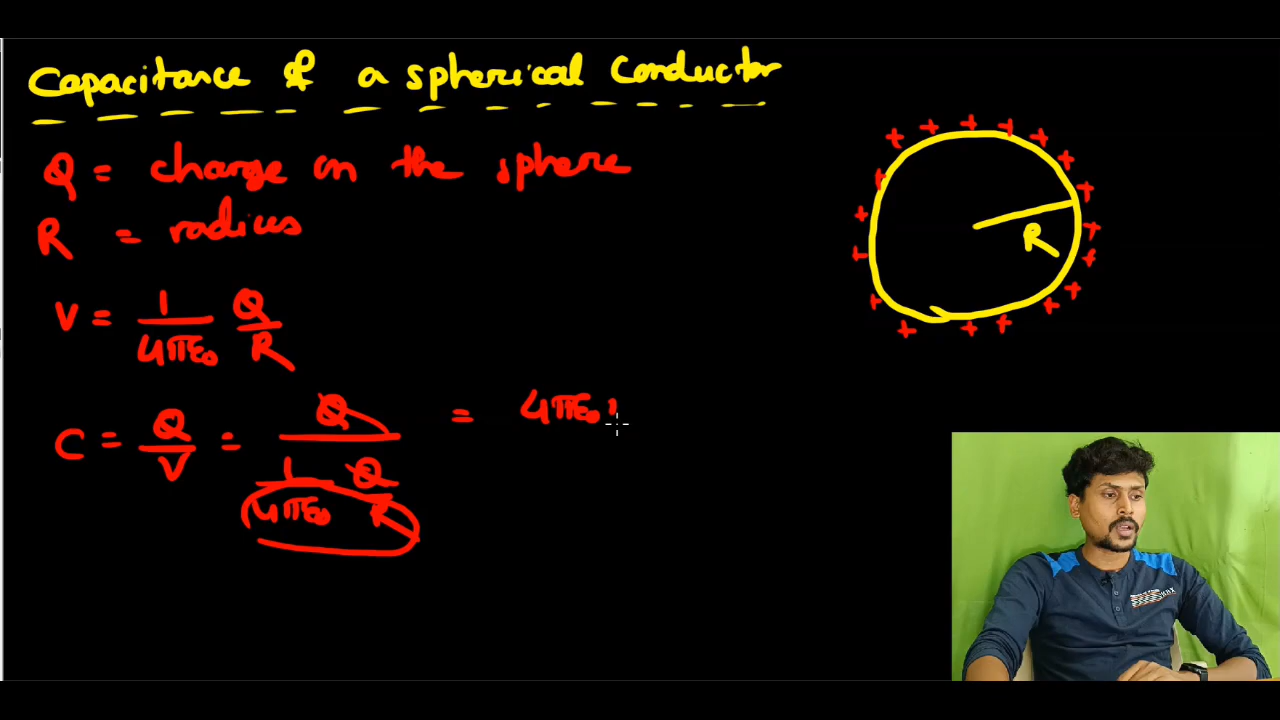 Capacitance of a spherical Conductor
Q = charge on the sphere
R = radius
R
V = 1/4πε₀ Q/R
C = Q/V = Q / (1/4πε₀ Q/R) = 4πε₀